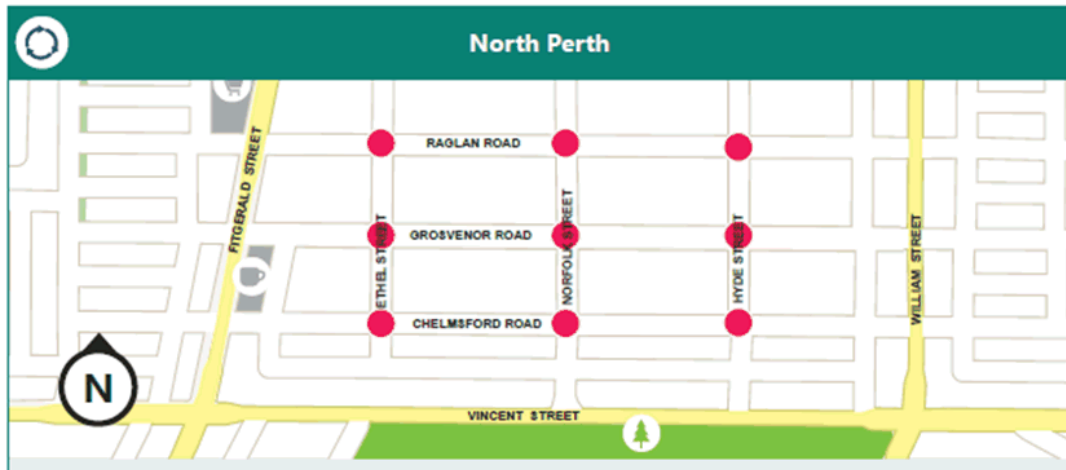 North Perth
RAGLAN ROAD
FITZGERALD STREET
GROSVENOR ROAD
ETHEL STREET
NORFOLK STREET
HYDE STREET
WILLIAM STREET
CHELMSFORD ROAD
N
VINCENT STREET